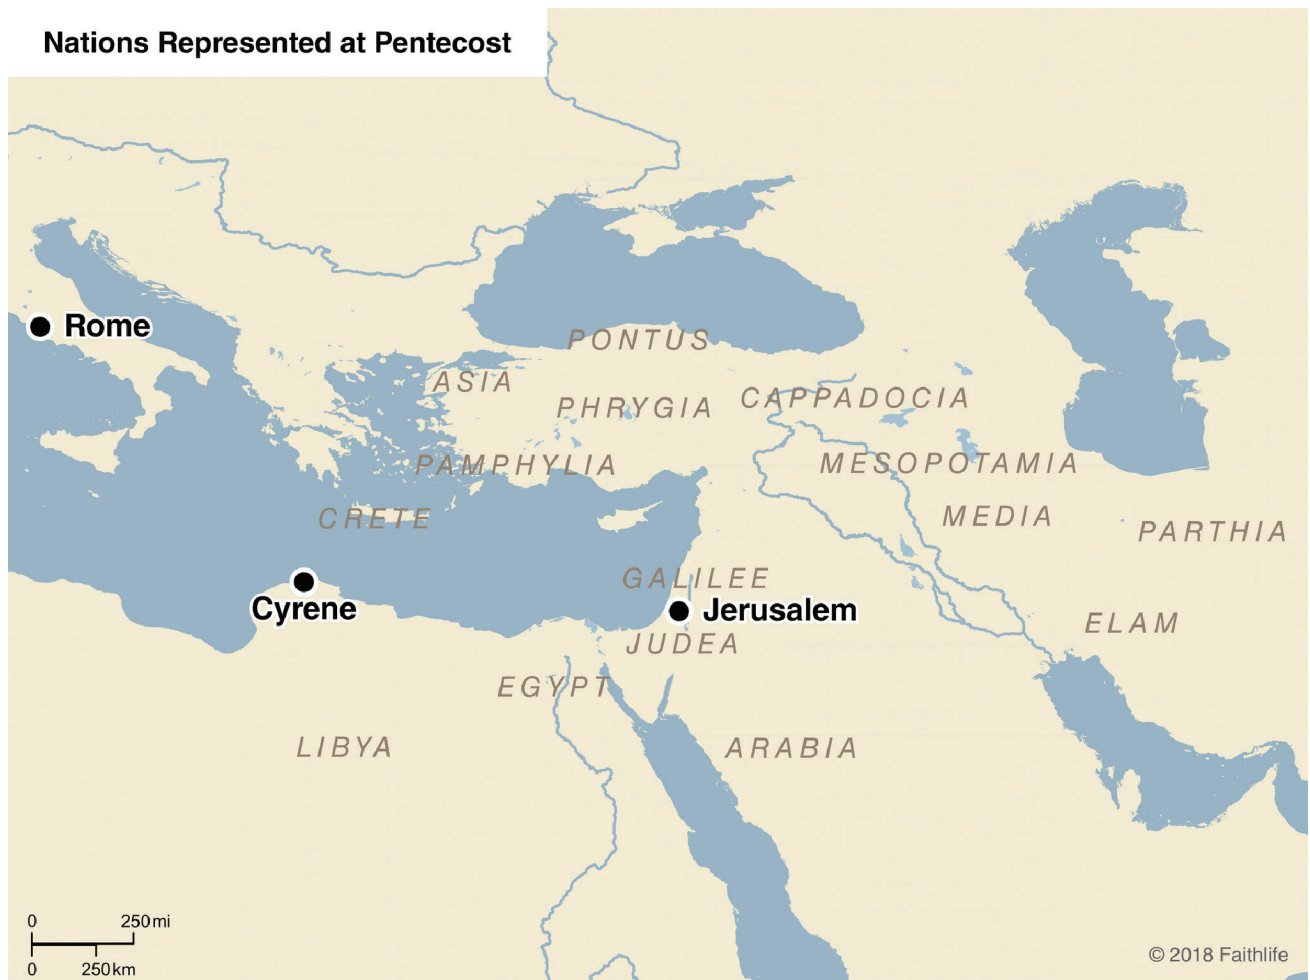 Nations Represented at Pentecost
Rome
PONTUS
ASIA
PHRYGIA
CAPPADOCIA
PAMPHYLIA
MESOPOTAMIA
CRETE
MEDIA
PARTHIA
GALILEE
Cyrene
Jerusalem
ELAM
JUDEA
EGYPT
LIBYA
ARABIA
0 250 mi
0 250 km
© 2018 Faithlife